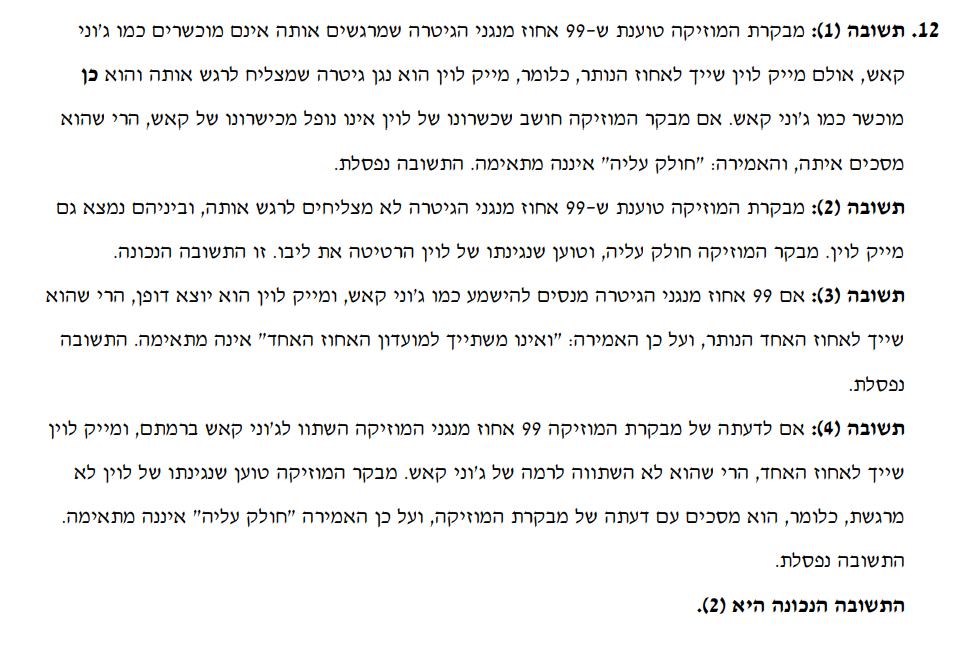 12. תשובה (1): מבקרת המוזיקה טוענת ש-99 אחוז מנגני הגיטרה שמרגשים אותה אינם מוכשרים כמו ג'וני
קאש, אולם מייק לוין שייך לאחוז הנותר, כלומר, מייק לוין הוא נגן גיטרה שמצליח לרגש אותה והוא כן
מוכשר כמו ג'וני קאש. אם מבקר המוזיקה חושב שכשרונו של לוין אינו נופל מכישרונו של קאש, הרי שהוא
מסכים איתה, והאמירה: "חולק עליה" איננה מתאימה. התשובה נפסלת.
תשובה (2): מבקרת המוזיקה טוענת ש-99 אחוז מנגני הגיטרה לא מצליחים לרגש אותה, וביניהם נמצא גם
מייק לוין. מבקר המוזיקה חולק עליה, וטוען שנגינתו של לוין הרטיטה את ליבו. זו התשובה הנכונה.
תשובה (3): אם 99 אחוז מנגני הגיטרה מנסים להישמע כמו ג'וני קאש, ומייק לוין הוא יוצא דופן, הרי שהוא
שייך לאחוז האחד הנותר, ועל כן האמירה: "ואינו משתייך למועדון האחוז האחד" אינה מתאימה. התשובה
נפסלת.
תשובה (4): אם לדעתה של מבקרת המוזיקה 99 אחוז מנגני המוזיקה השתוו לג'וני קאש ברמתם, ומייק לוין
שייך לאחוז האחד, הרי שהוא לא השתווה לרמה של ג'וני קאש. מבקר המוזיקה טוען שנגינתו של לוין לא
מרגשת, כלומר, הוא מסכים עם דעתה של מבקרת המוזיקה, ועל כן האמירה "חולק עליה" איננה מתאימה.
התשובה נפסלת.
התשובה הנכונה היא (2).